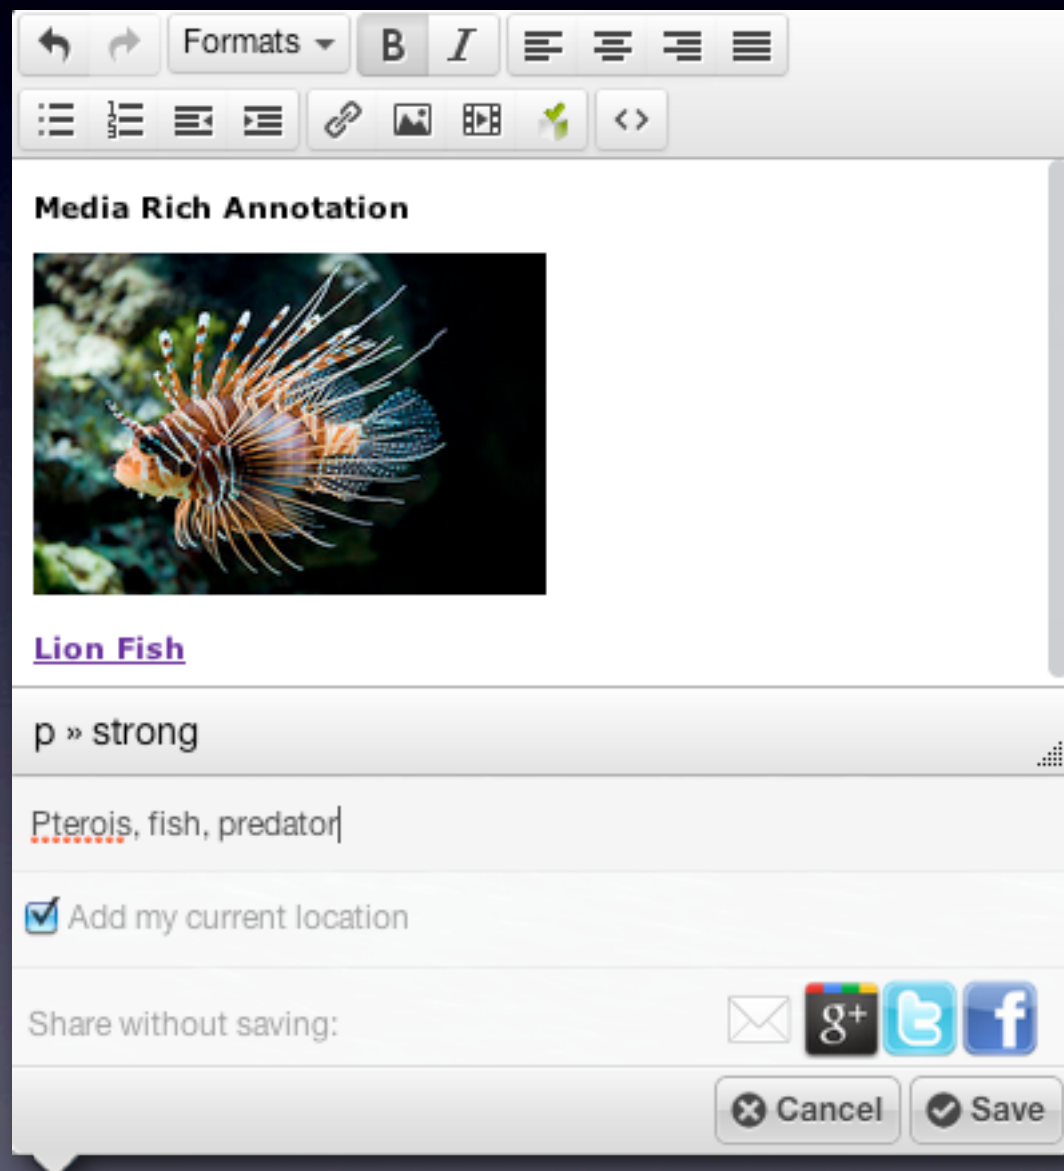 Formats
B I
Media Rich Annotation
Lion Fish
p » strong
Pterois, fish, predator
Add my current location
Share without saving:
g+ t f
Cancel Save